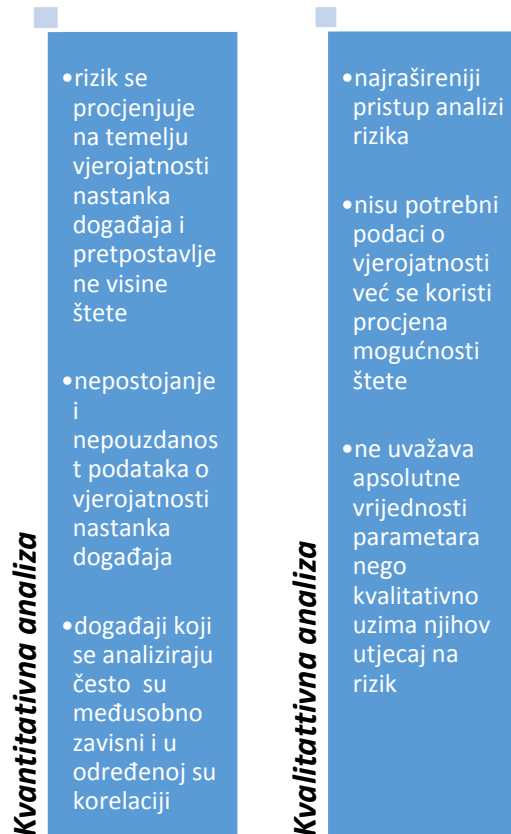 Kvantitativna analiza
•rizik se
procjenjuje
na temelju
vjerojatnosti
nastanka
događaja i
pretpostavlje
ne visine
štete
•nepostojanje
i
nepouzdanos
t podataka o
vjerojatnosti
nastanka
događaja
•događaji koji
se analiziraju
često su
međusobno
zavisni i u
određenoj su
korelaciji
Kvalitattivna analiza
•najrašireniji
pristup analizi
rizika
•nisu potrebni
podaci o
vjerojatnosti
već se koristi
procjena
mogućnosti
štete
•ne uvažava
apsolutne
vrijednosti
parametara
nego
kvalitativno
uzima njihov
utjecaj na
rizik